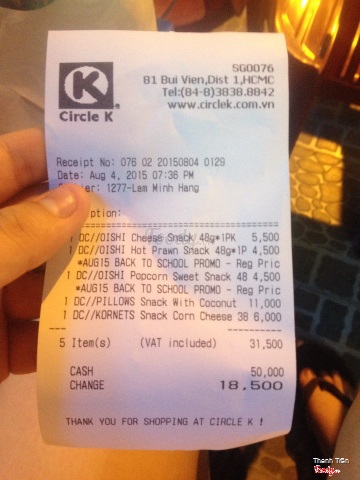 K
Circle K
SG0076
81 Bui Vien,Dist 1,HCMC
Tel:(84-8)3838.8842
www.circlek.com.vn
Receipt No: 076 02 20150804 0129
Date: Aug 4, 2015 07:36 PM
1277-Lam Minh Hang
1 DC//OISHI Cheese Snack 48g*1PK 5,500
1 DC//OISHI Hot Prawn Snack 48g*1P 4,500
*AUG15 BACK TO SCHOOL PROMO - Reg Pric
1 DC//OISHI Popcorn Sweet Snack 48 4,500
*AUG15 BACK TO SCHOOL PROMO - Reg Pric
1 DC//PILLOWS Snack With Coconut 11,000
1 DC//KORNETS Snack Corn Cheese 38 6,000
5 Item(s) (VAT included) 31,500
CASH 50,000
CHANGE 18,500
THANK YOU FOR SHOPPING AT CIRCLE K !
Thanh Trần
Foody.vn